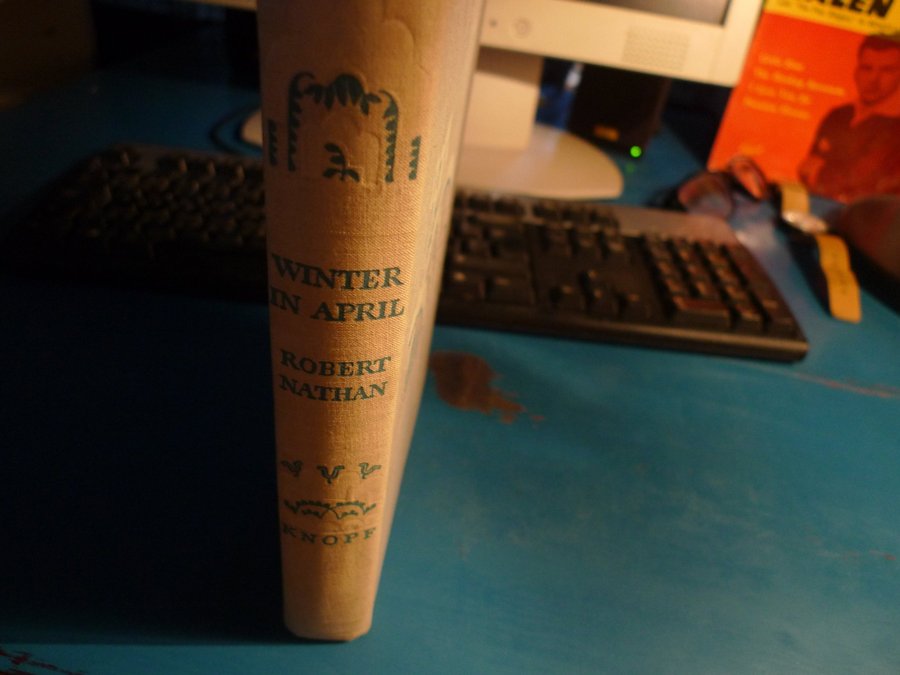 WINTER
IN APRIL
ROBERT
NATHAN
KNOPF